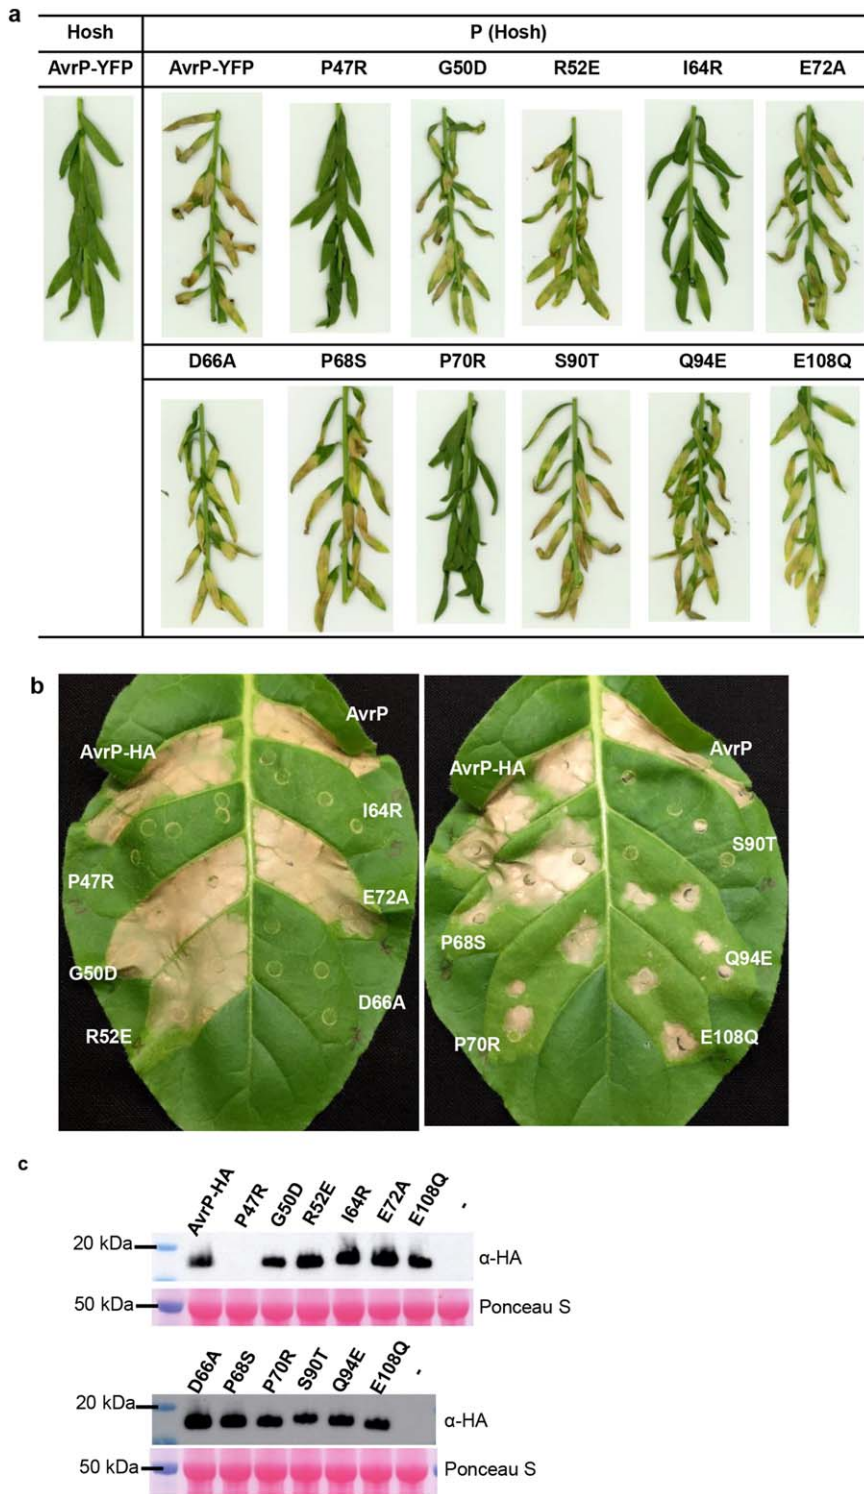 a
Hosh P (Hosh)
AvrP-YFP AvrP-YFP P47R G50D R52E I64R E72A
D66A P68S P70R S90T Q94E E108Q
b
AvrP
AvrP-HA
I64R
P47R
E72A
G50D
D66A
R52E
AvrP
AvrP-HA
S90T
P68S
Q94E
P70R
E108Q
c
AvrP-HA P47R G50D R52E I64R E72A E108Q -
20 kDa
α-HA
50 kDa Ponceau S
D66A P68S P70R S90T Q94E E108Q -
20 kDa
α-HA
50 kDa Ponceau S